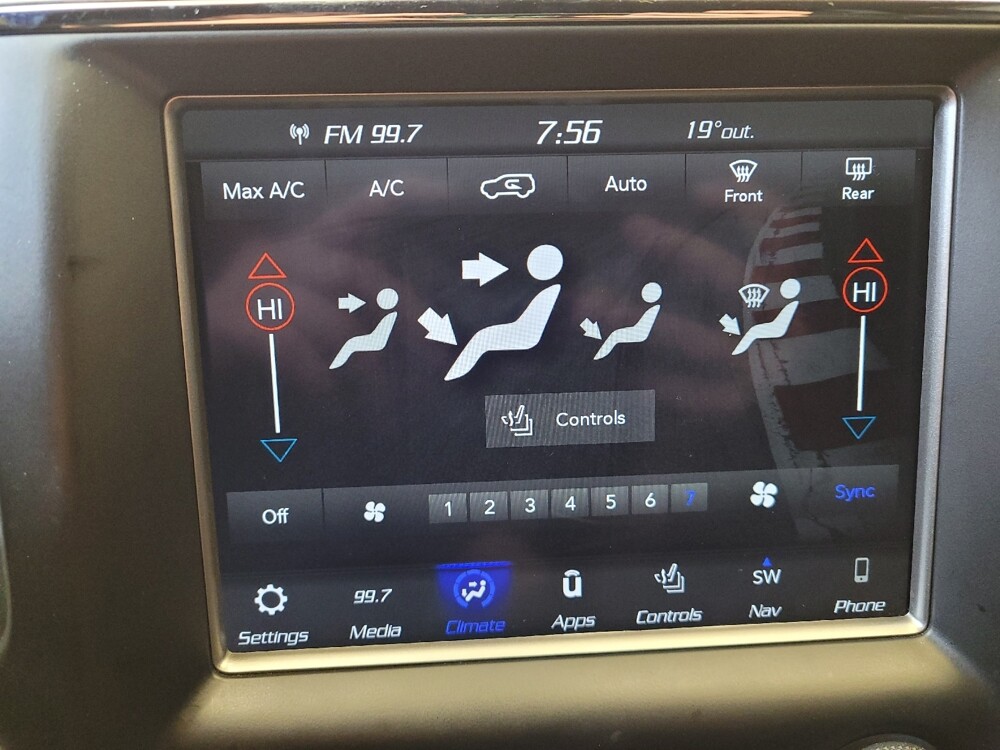 FM 99.7 7:56 19°out.
Max A/C A/C Auto Front Rear
HI HI
Controls
Off 1 2 3 4 5 6 7 Sync
99.7 SW
Settings Media Climate Apps Controls Nav Phone